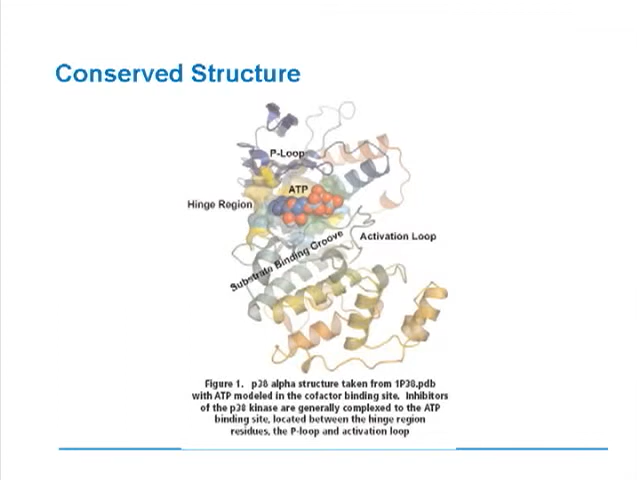 Conserved Structure
P-Loop
ATP
Hinge Region
Activation Loop
Substrate Binding Groove
Figure 1. p38 alpha structure taken from 1P38.pdb
with ATP modeled in the cofactor binding site. Inhibitors
of the p38 kinase are generally complexed to the ATP
binding site, located between the hinge region
residues, the P-loop and activation loop